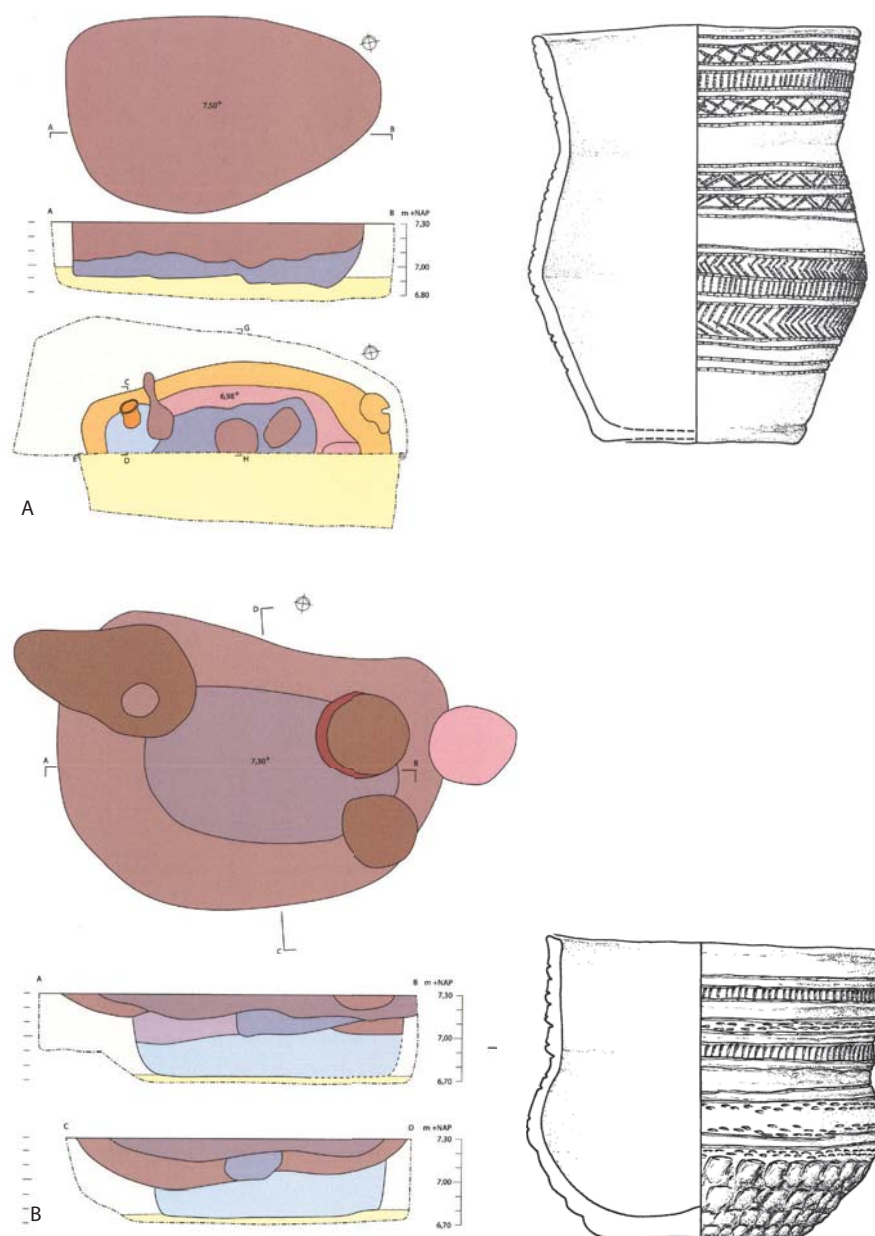 7,50+
A B
A B m +NAP
7,30
7,00
6.80
G
C
6,98+
E D H
A
D
7,30+
A B
C
A B m +NAP
7,30
7,00
6,70
C D m +NAP
7,30
7,00
6,70
B